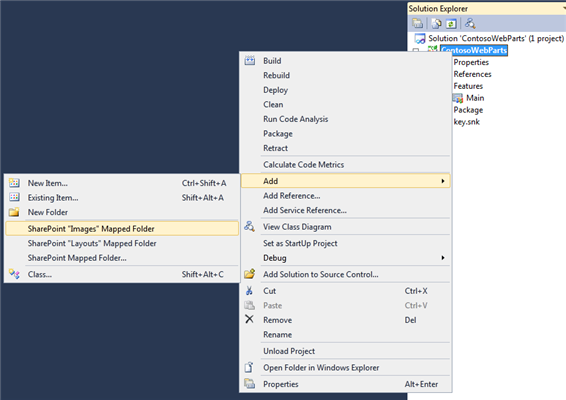 Solution Explorer
Solution 'ContosoWebParts' (1 project)
ContosoWebParts
Properties
References
Features
Main
Package
key.snk
Build
Rebuild
Deploy
Clean
Run Code Analysis
Package
Retract
Calculate Code Metrics
Add
Add Reference...
Add Service Reference...
View Class Diagram
Set as StartUp Project
Debug
Add Solution to Source Control...
Cut Ctrl+X
Paste Ctrl+V
Remove Del
Rename
Unload Project
Open Folder in Windows Explorer
Properties Alt+Enter
New Item... Ctrl+Shift+A
Existing Item... Shift+Alt+A
New Folder
SharePoint "Images" Mapped Folder
SharePoint "Layouts" Mapped Folder
SharePoint Mapped Folder...
Class... Shift+Alt+C